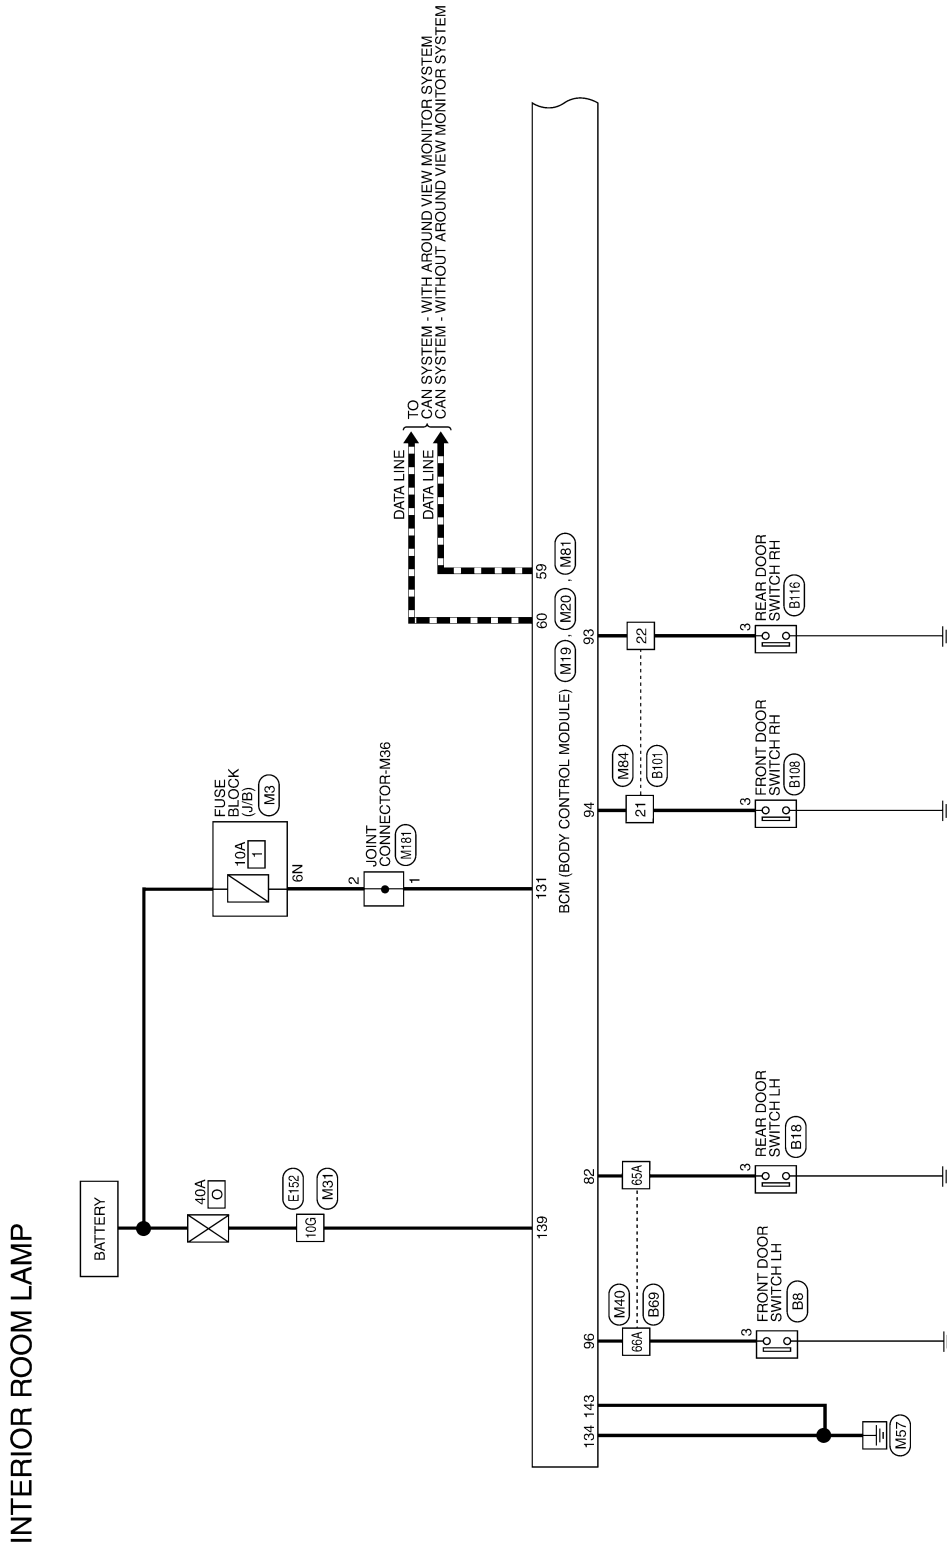 INTERIOR ROOM LAMP
BATTERY
40A
O
E152
10G
M31
139
FUSE
BLOCK
(J/B)
M3
10A
1
6N
2
JOINT
CONNECTOR-M36
M181
1
131
DATA LINE
DATA LINE
TO
CAN SYSTEM - WITH AROUND VIEW MONITOR SYSTEM
CAN SYSTEM - WITHOUT AROUND VIEW MONITOR SYSTEM
60
59
BCM (BODY CONTROL MODULE)
M19 , M20 , M81
134
143
96
82
94
93
M57
M40
66A
65A
B69
3
FRONT DOOR
SWITCH LH
B8
3
REAR DOOR
SWITCH LH
B18
M84
21
22
B101
3
FRONT DOOR
SWITCH RH
B108
3
REAR DOOR
SWITCH RH
B116